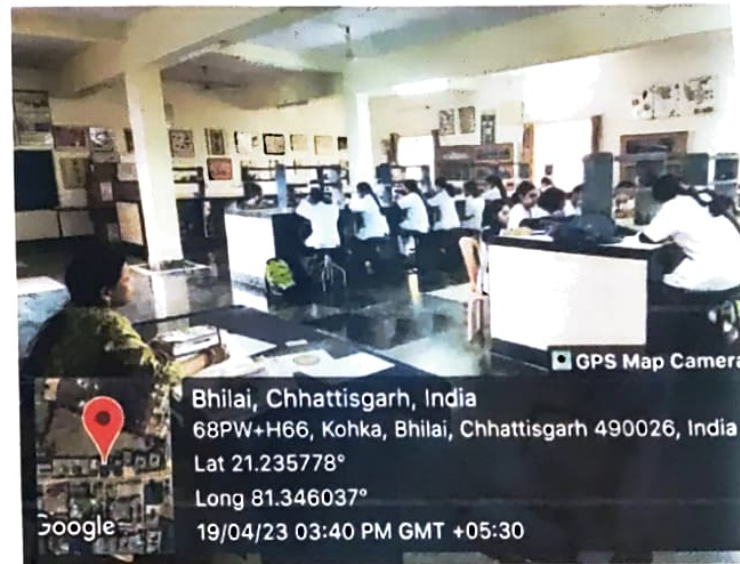 GPS Map Camera
Bhilai, Chhattisgarh, India
68PW+H66, Kohka, Bhilai, Chhattisgarh 490026, India
Lat 21.235778°
Long 81.346037°
Google
19/04/23 03:40 PM GMT +05:30